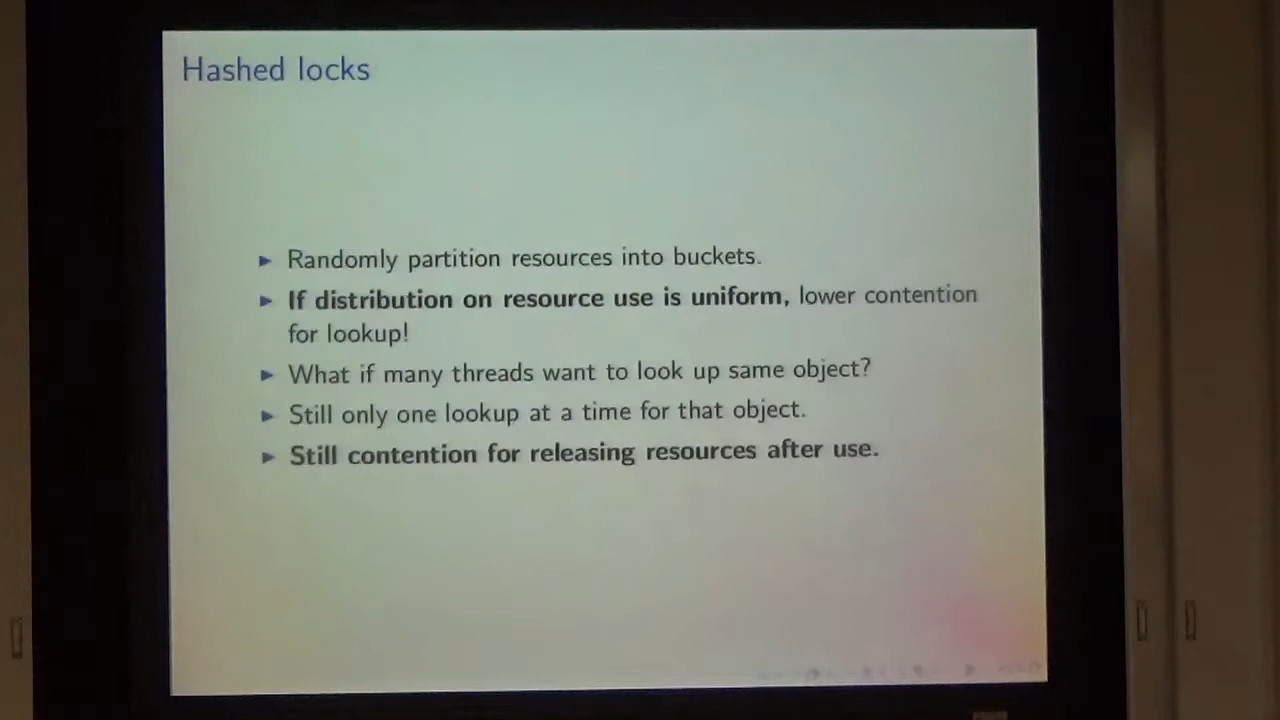 Hashed locks
▶ Randomly partition resources into buckets.
▶ If distribution on resource use is uniform, lower contention
for lookup!
▶ What if many threads want to look up same object?
▶ Still only one lookup at a time for that object.
▶ Still contention for releasing resources after use.